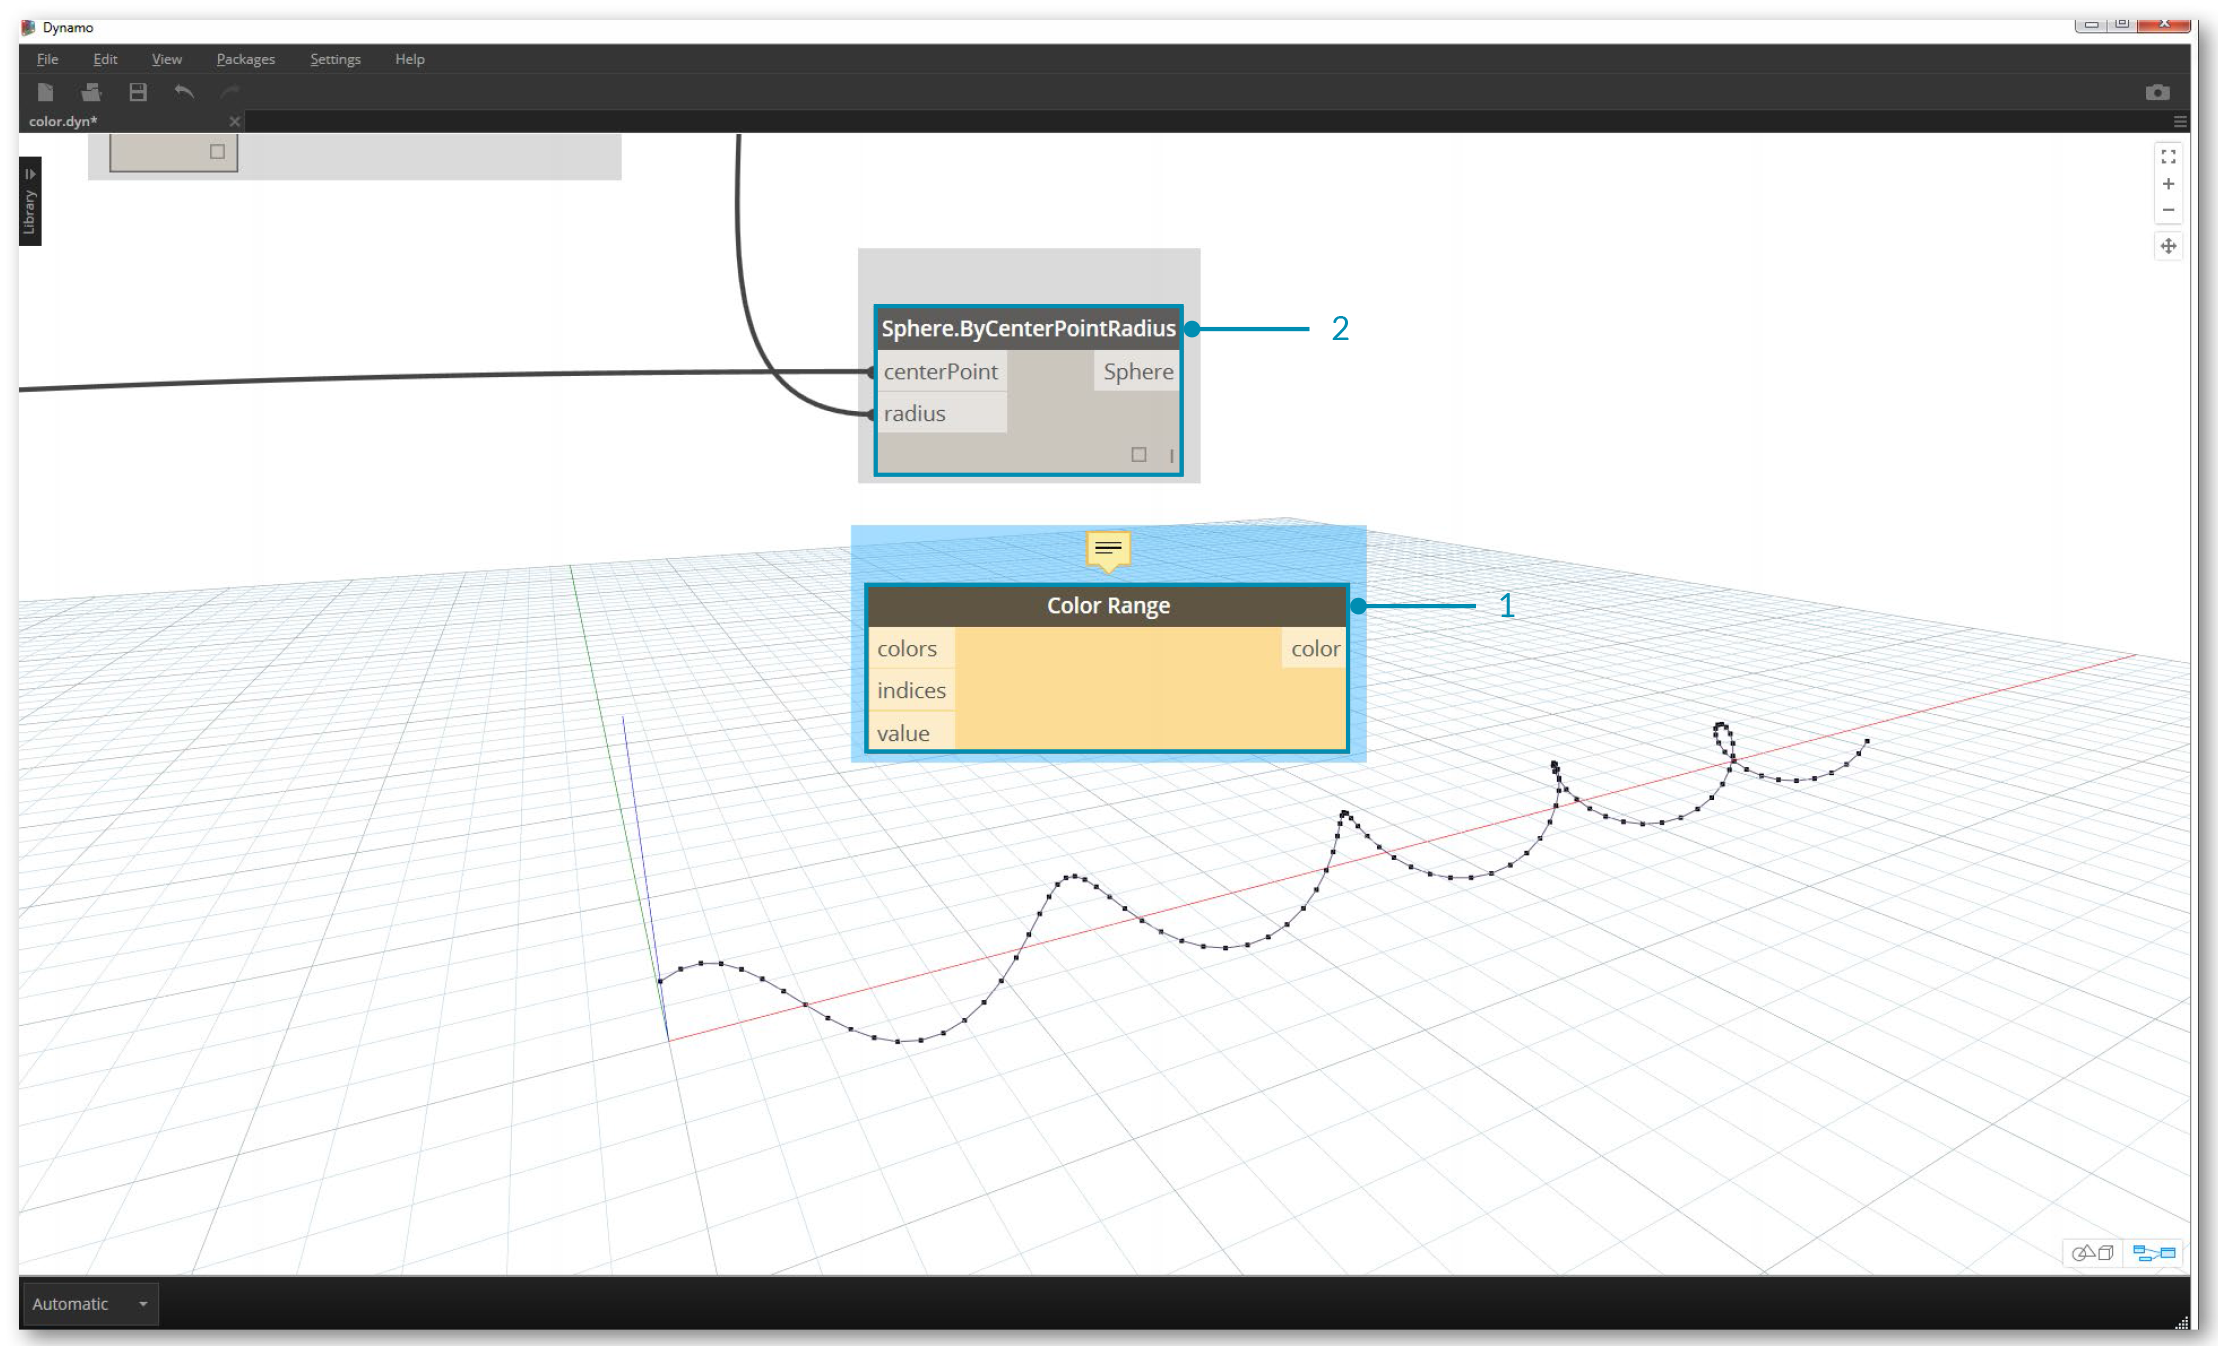 Dynamo
File Edit View Packages Settings Help
color.dyn*
Library
Sphere.ByCenterPointRadius
2
centerPoint Sphere
radius
Color Range
1
colors color
indices
value
Automatic